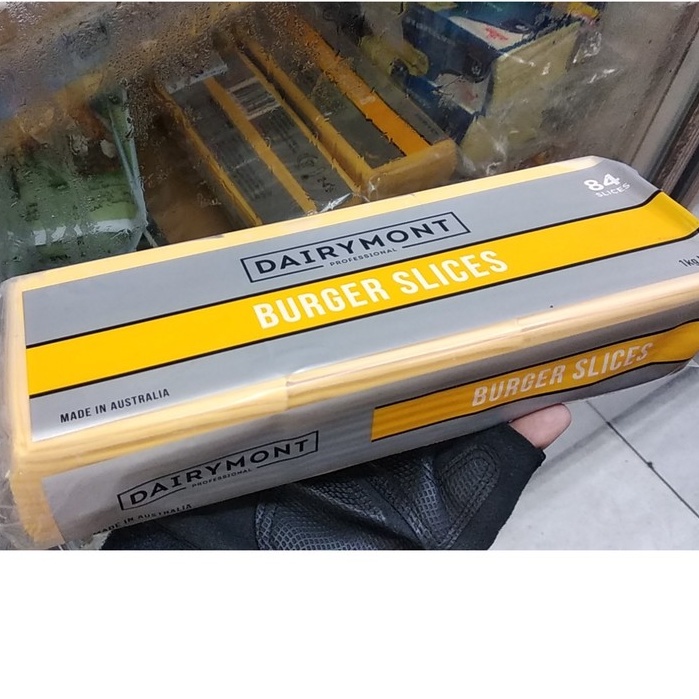 84
SLICES
DAIRYMONT
PROFESSIONAL
BURGER SLICES
1kg
MADE IN AUSTRALIA
BURGER SLICES
DAIRYMONT
PROFESSIONAL
MADE IN AUSTRALIA